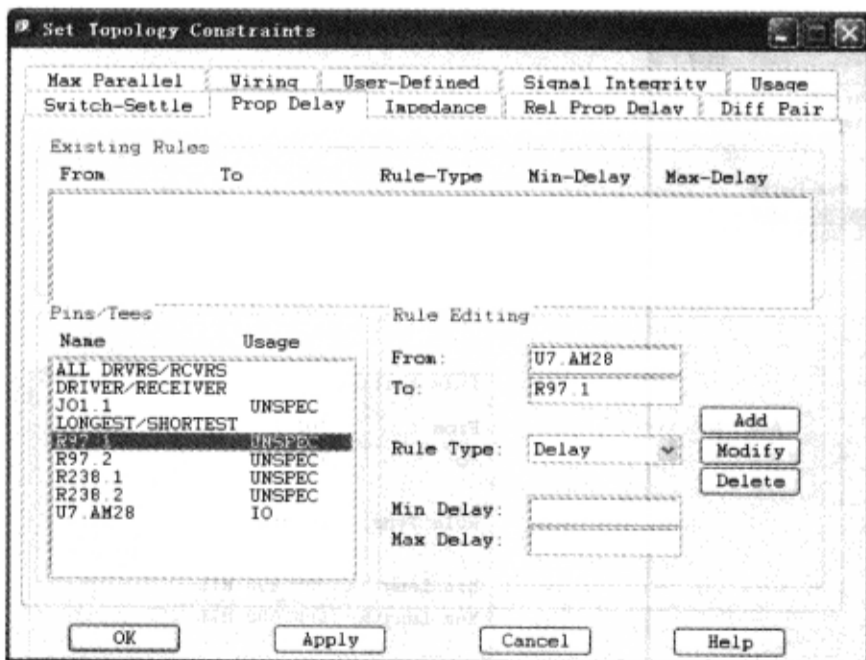 Set Topology Constraints
Max Parallel Wiring User-Defined Signal Integrity Usage
Switch-Settle Prop Delay Impedance Rel Prop Delay Diff Pair
Existing Rules
From To Rule-Type Min-Delay Max-Delay
Pins/Tees
Name Usage
ALL DRVRS/RCVRS
DRIVER/RECEIVER
J01.1 UNSPEC
LONGEST/SHORTEST
R97.1 UNSPEC
R97.2 UNSPEC
R238.1 UNSPEC
R238.2 UNSPEC
U7.AM28 IO
Rule Editing
From: U7.AM28
To: R97.1
Rule Type: Delay
Min Delay:
Max Delay:
Add
Modify
Delete
OK Apply Cancel Help